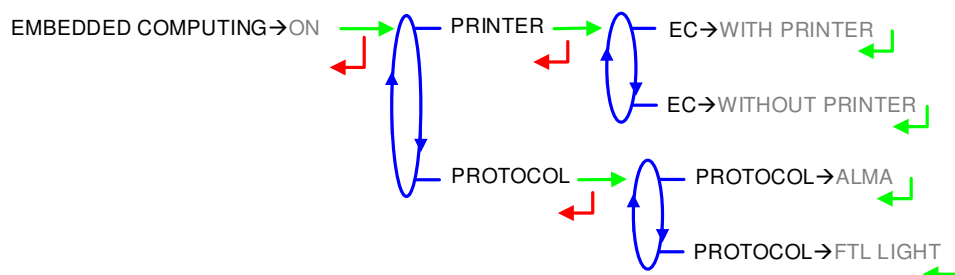 EMBEDDED COMPUTING→ON
PRINTER
EC→WITH PRINTER
EC→WITHOUT PRINTER
PROTOCOL
PROTOCOL→ALMA
PROTOCOL→FTL LIGHT